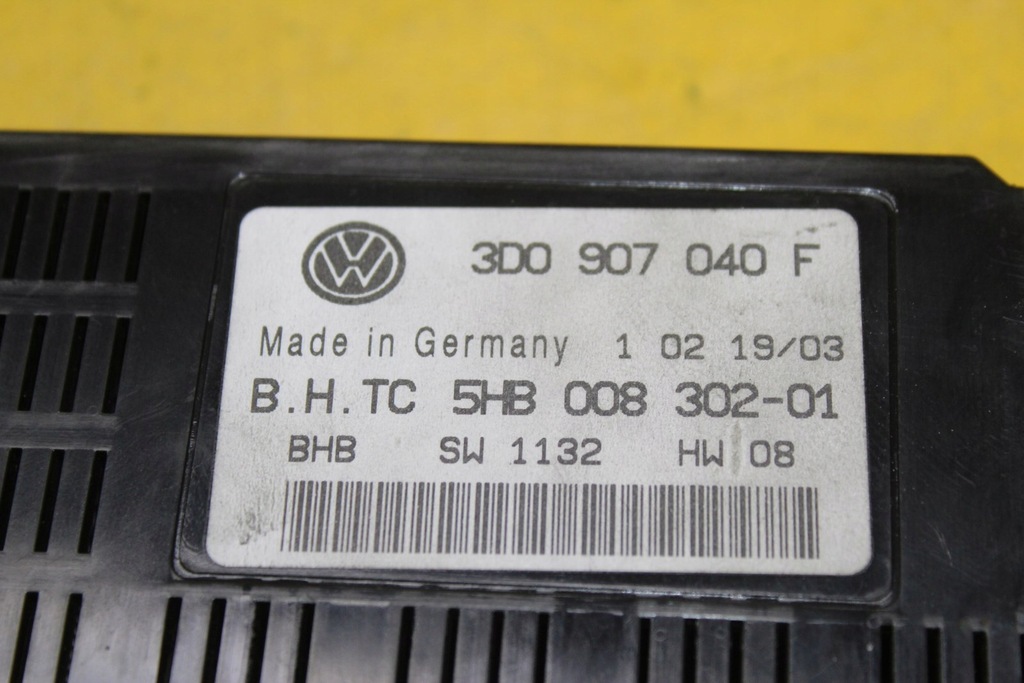 3D0 907 040 F
Made in Germany 1 02 19/03
B.H.TC 5HB 008 302-01
BHB SW 1132 HW 08